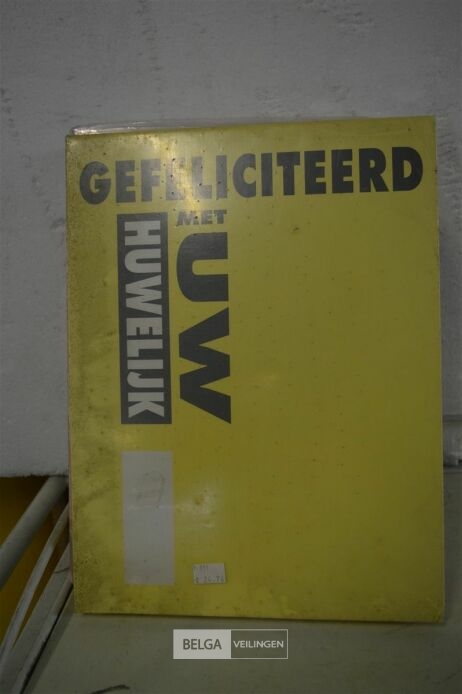 GEFELICITEERD
MET
UW
HUWELIJK
BELGA VEILINGEN